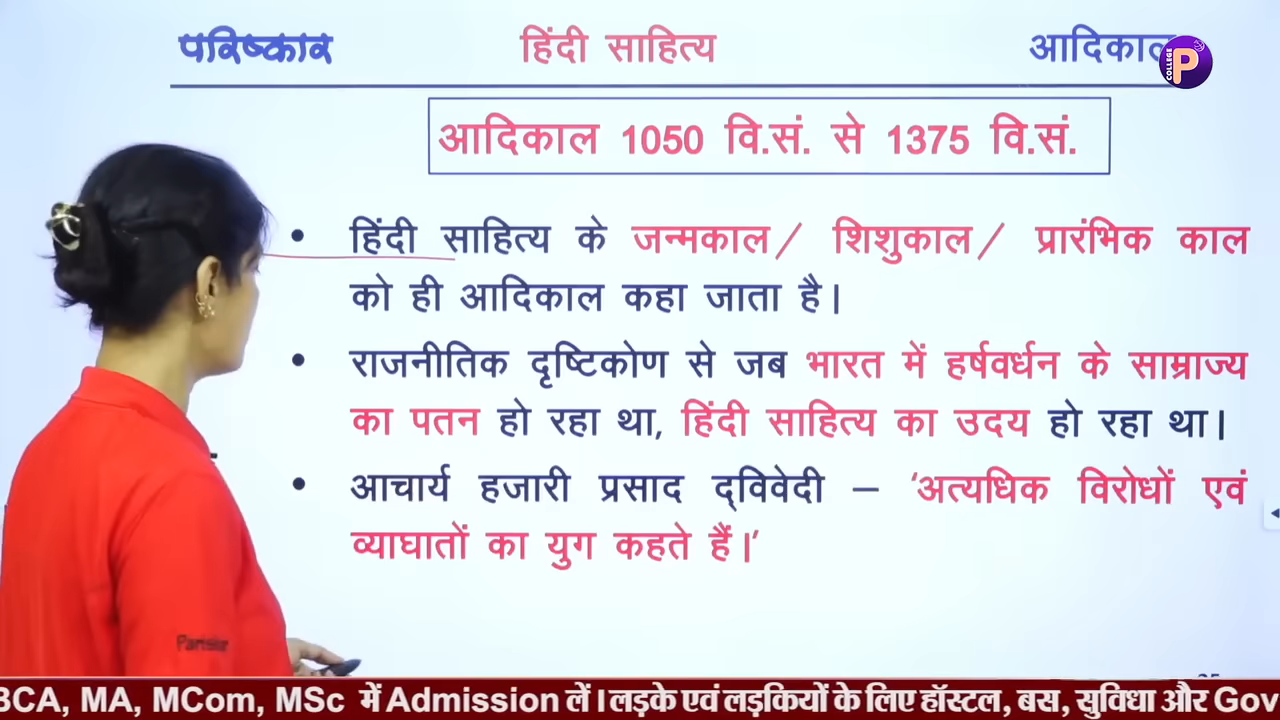 परिष्कार हिंदी साहित्य आदिकाल
COLLEGE P
आदिकाल 1050 वि.सं. से 1375 वि.सं.
• हिंदी साहित्य के जन्मकाल/ शिशुकाल/ प्रारंभिक काल
को ही आदिकाल कहा जाता है।
• राजनीतिक दृष्टिकोण से जब भारत में हर्षवर्धन के साम्राज्य
का पतन हो रहा था, हिंदी साहित्य का उदय हो रहा था।
• आचार्य हजारी प्रसाद द्विवेदी – ‘अत्यधिक विरोधों एवं
व्याघातों का युग कहते हैं।’
BCA, MA, MCom, MSc में Admission लें। लड़के एवं लड़कियों के लिए हॉस्टल, बस, सुविधा और Gov